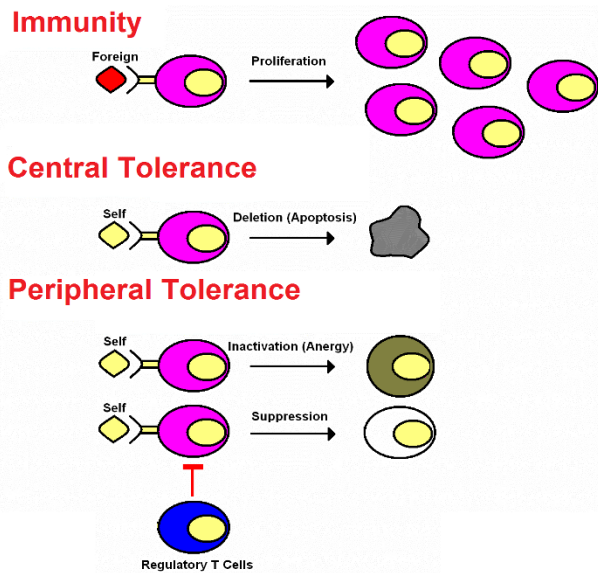 Immunity
Foreign
Proliferation
Central Tolerance
Self
Deletion (Apoptosis)
Peripheral Tolerance
Self
Inactivation (Anergy)
Self
Suppression
Regulatory T Cells